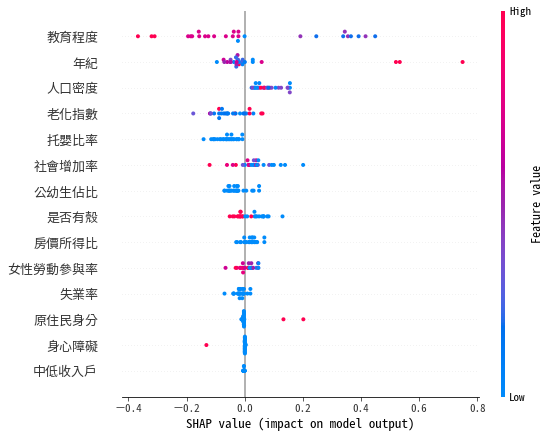 High
教育程度
年紀
人口密度
老化指數
托嬰比率
社會增加率
公幼生佔比
是否有殼
房價所得比
女性勞動參與率
失業率
原住民身分
身心障礙
中低收入戶
Feature value
Low
−0.4 −0.2 0.0 0.2 0.4 0.6 0.8
SHAP value (impact on model output)